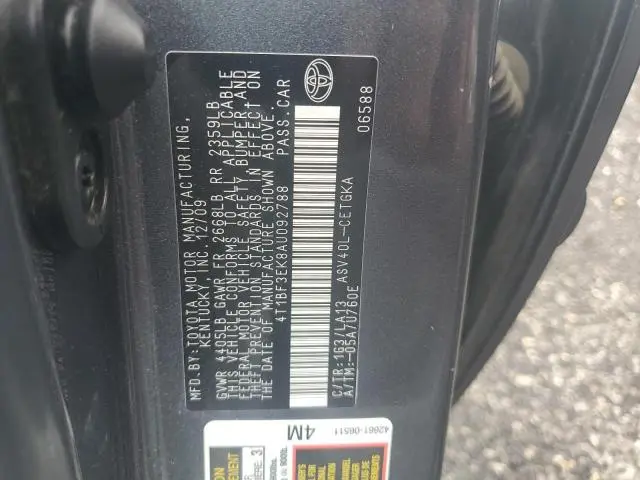 MFD BY:TOYOTA MOTOR MANUFACTURING,
KENTUCKY, INC. 12/09
GVWR 4405LB GAWR FR 2668LB RR 2359LB
THIS VEHICLE CONFORMS TO ALL APPLICABLE
FEDERAL MOTOR VEHICLE SAFETY BUMPER AND
THEFT PREVENTION STANDARDS IN EFFECT ON
THE DATE OF MANUFACTURE SHOWN ABOVE.
4T1BF3EK8AU092788 PASS.CAR
C/TR:1G3/LA13 ASV40L-CETGKA
A/TM:-05A/U760E
06588
42661-06511
4M